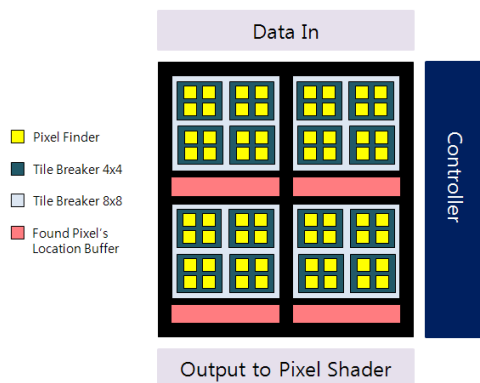 Data In
Pixel Finder
Tile Breaker 4x4
Tile Breaker 8x8
Found Pixel's
Location Buffer
Controller
Output to Pixel Shader